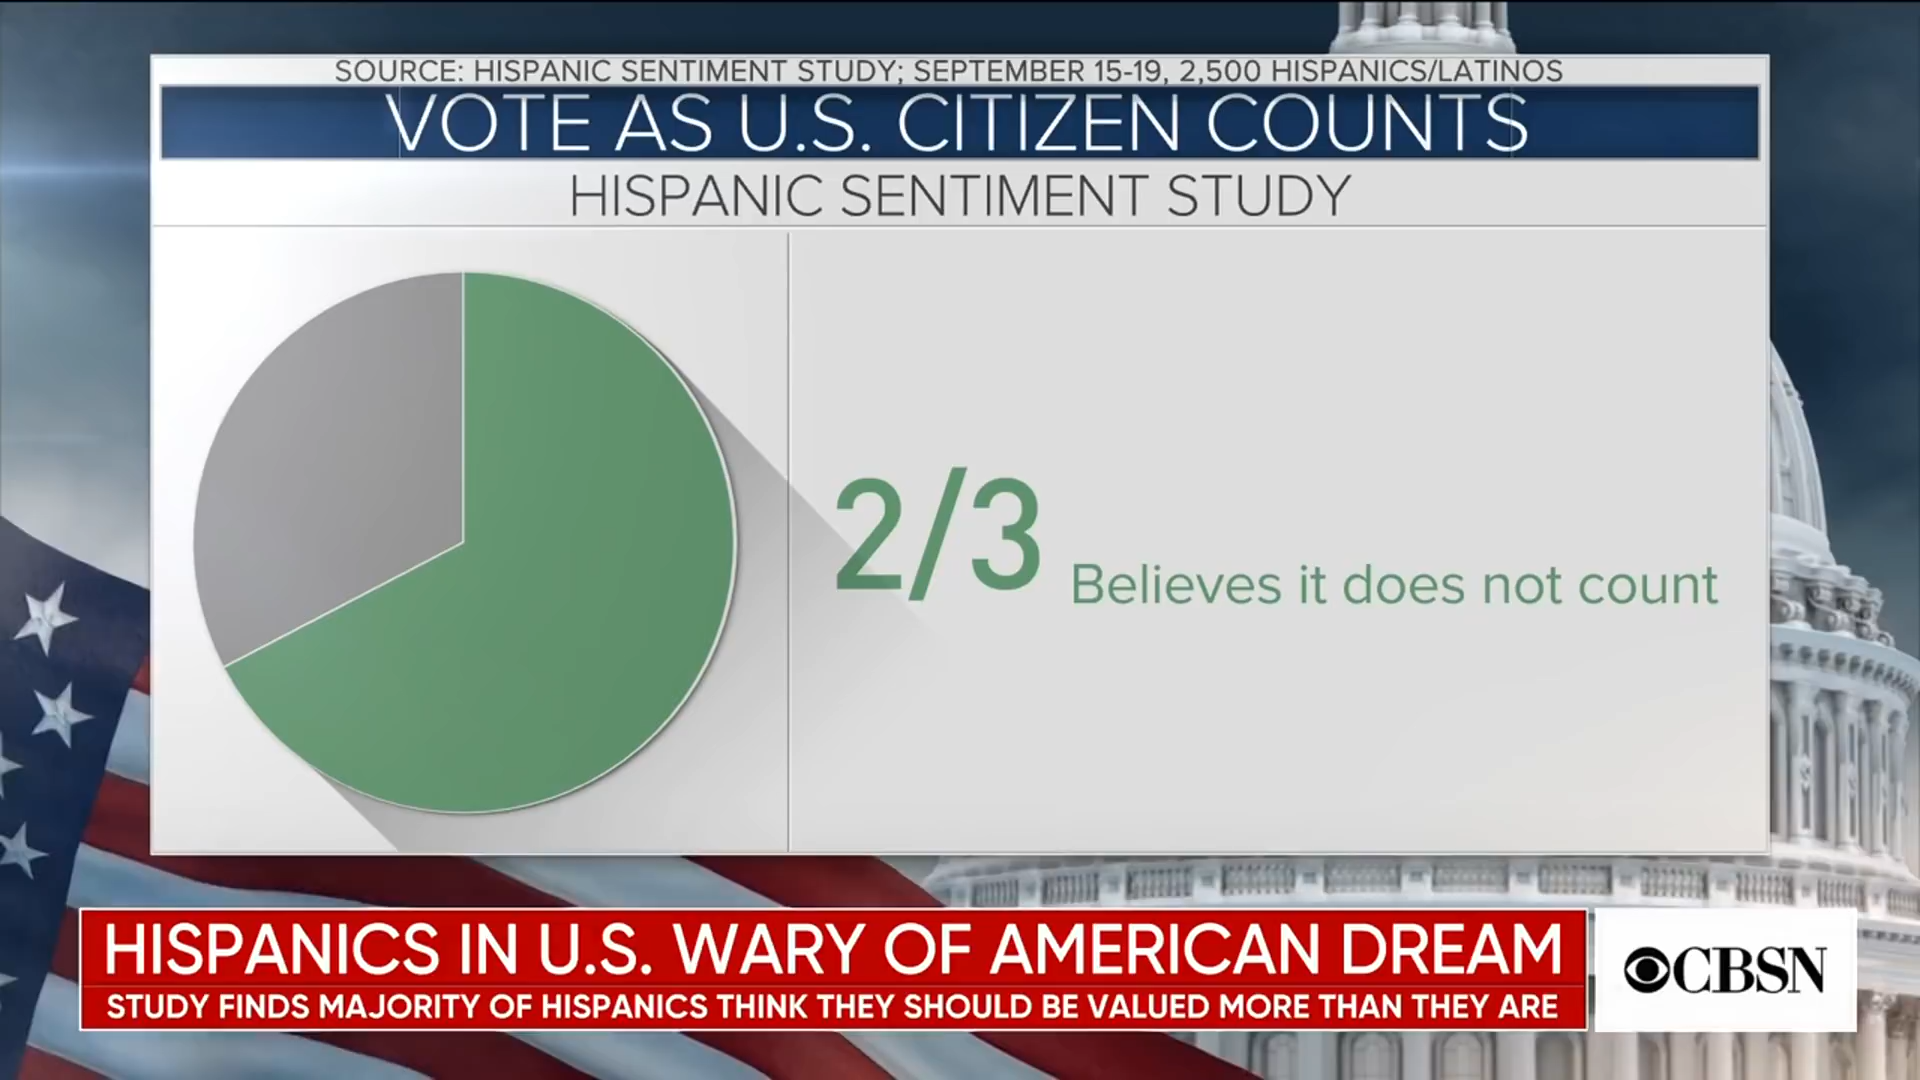 SOURCE: HISPANIC SENTIMENT STUDY; SEPTEMBER 15-19, 2,500 HISPANICS/LATINOS
VOTE AS U.S. CITIZEN COUNTS
HISPANIC SENTIMENT STUDY
2/3 Believes it does not count
HISPANICS IN U.S. WARY OF AMERICAN DREAM
STUDY FINDS MAJORITY OF HISPANICS THINK THEY SHOULD BE VALUED MORE THAN THEY ARE
CBSN